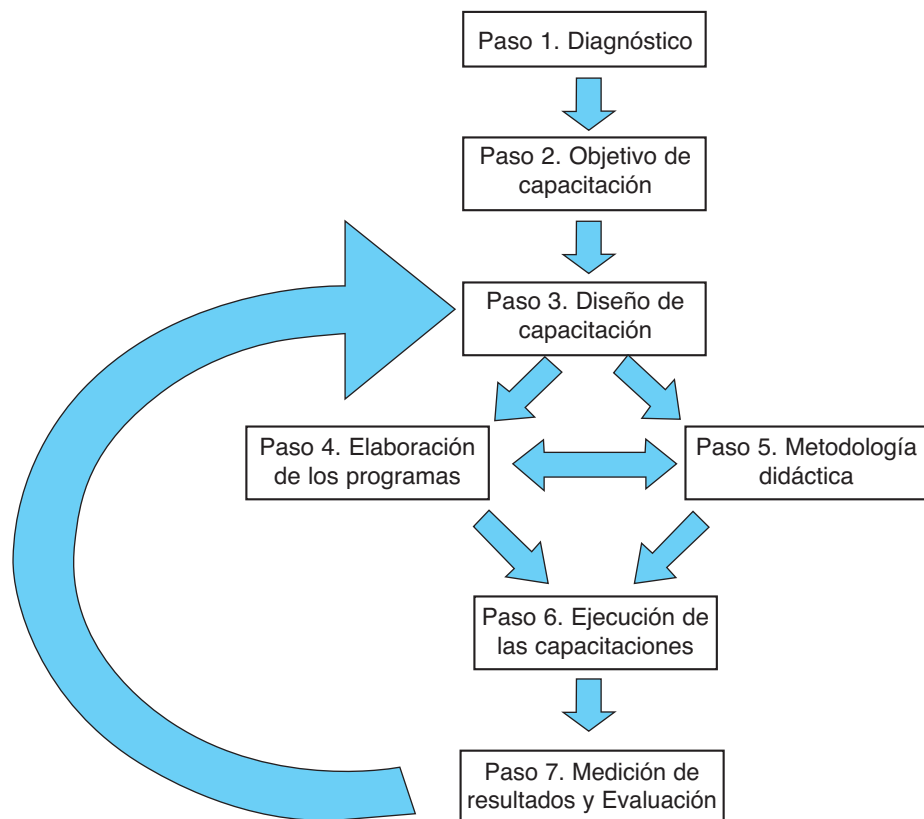 Paso 1. Diagnóstico
Paso 2. Objetivo de
capacitación
Paso 3. Diseño de
capacitación
Paso 4. Elaboración
de los programas
Paso 5. Metodología
didáctica
Paso 6. Ejecución de
las capacitaciones
Paso 7. Medición de
resultados y Evaluación